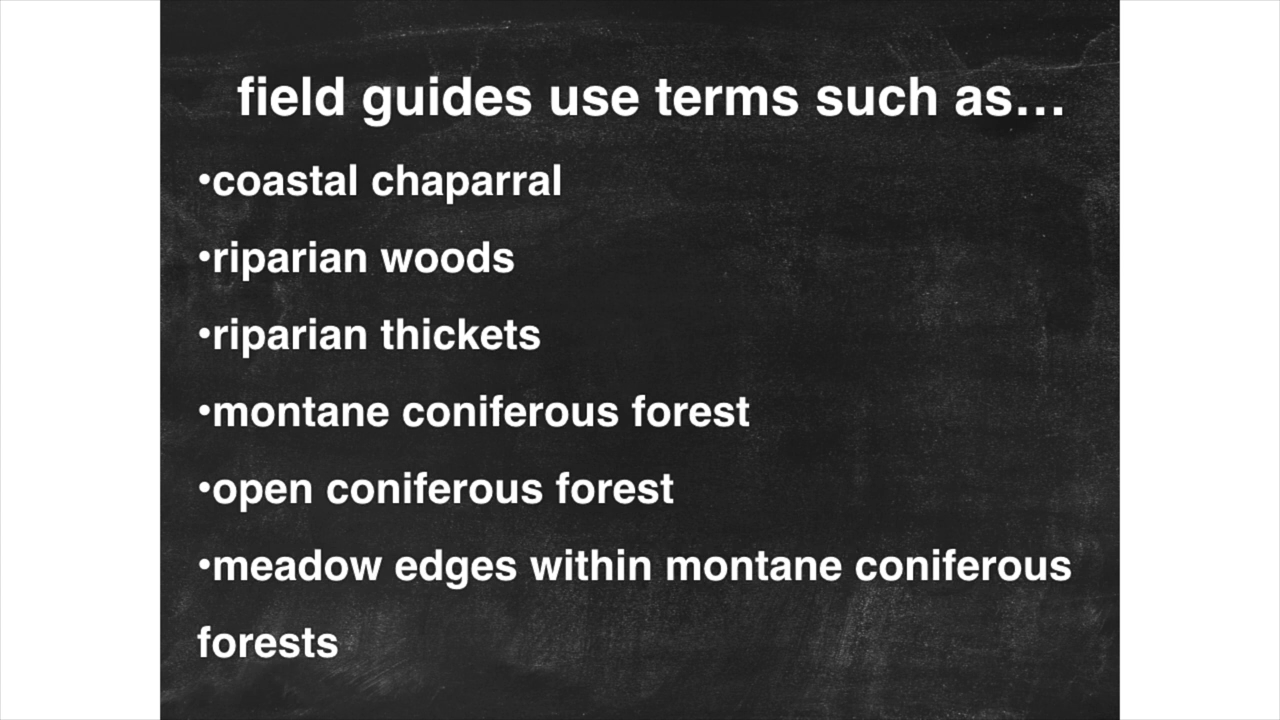 field guides use terms such as…
•coastal chaparral
•riparian woods
•riparian thickets
•montane coniferous forest
•open coniferous forest
•meadow edges within montane coniferous
forests